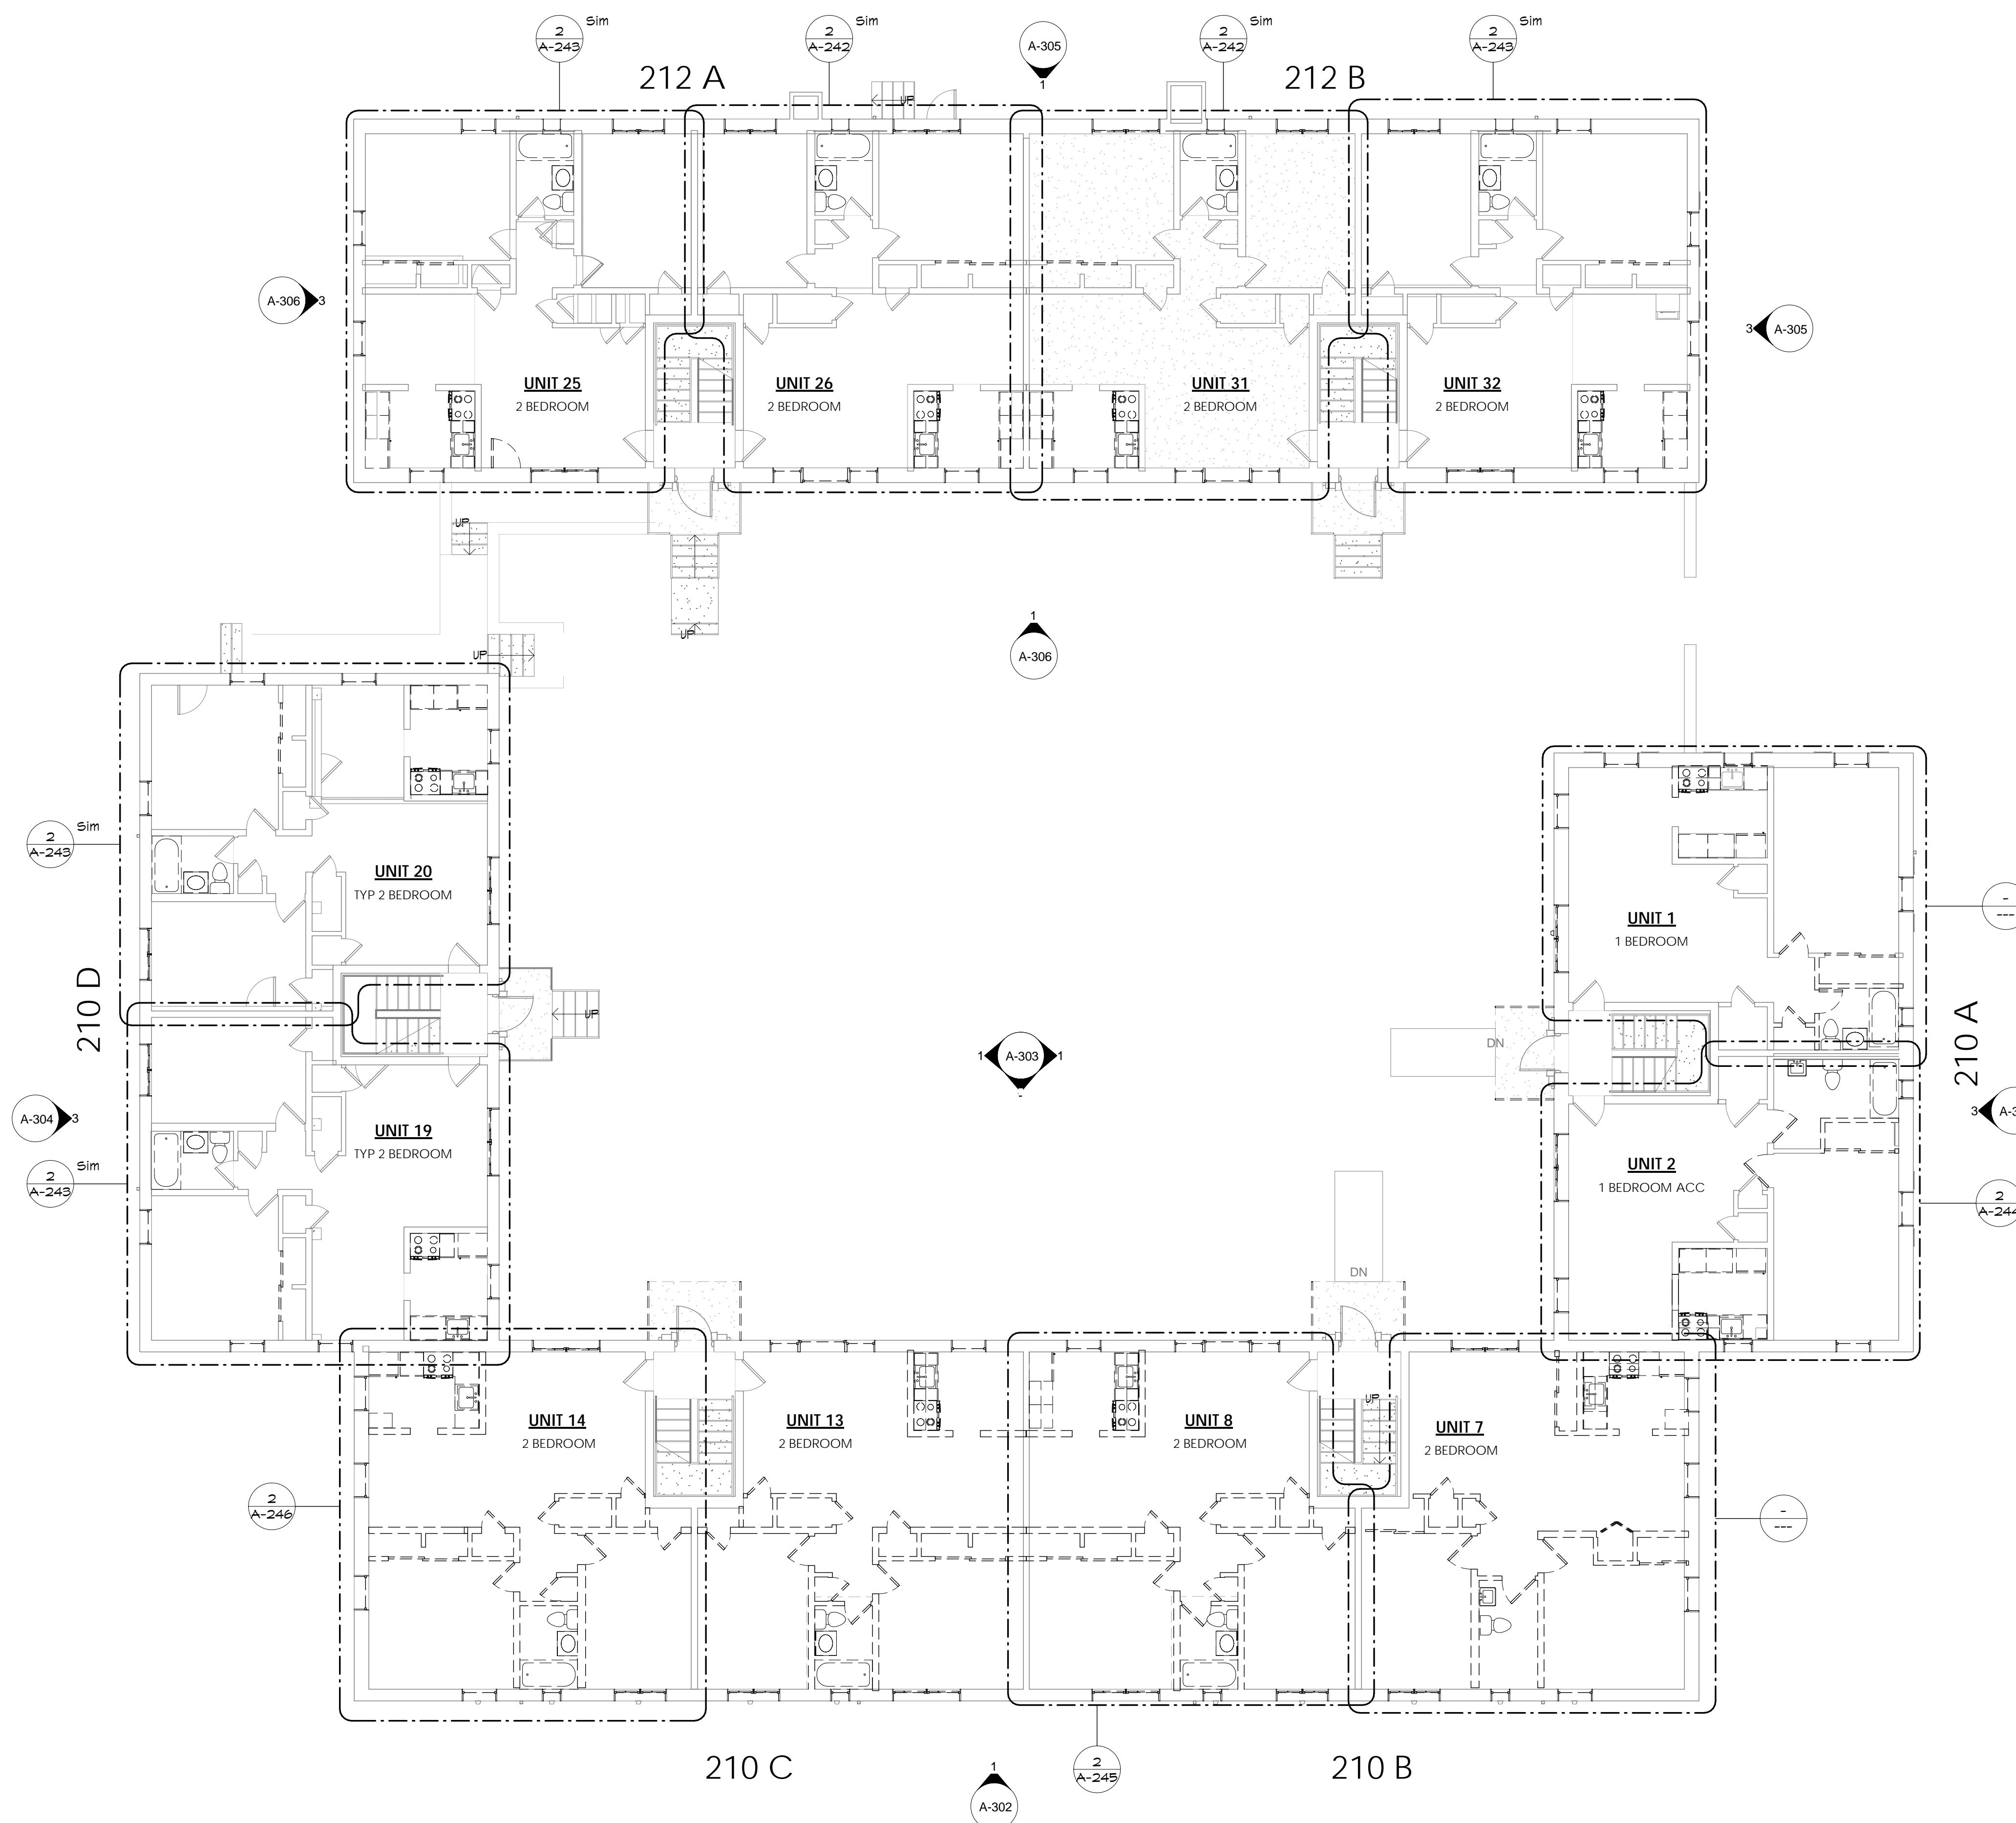 2
A-243
Sim
2
A-242
Sim
A-305
1
2
A-242
Sim
2
A-243
Sim
212 A
212 B
UP
A-306
3
3
A-305
UNIT 25
2 BEDROOM
UNIT 26
2 BEDROOM
UNIT 31
2 BEDROOM
UNIT 32
2 BEDROOM
UP
UP
UP
1
A-306
2
A-243
Sim
UNIT 20
TYP 2 BEDROOM
UNIT 1
1 BEDROOM
-
---
210 D
UP
DN
210 A
1
A-303
1
-
A-304
3
UNIT 19
TYP 2 BEDROOM
2
A-243
Sim
UNIT 2
1 BEDROOM ACC
3
2
A-244
DN
UP
UNIT 14
2 BEDROOM
UNIT 13
2 BEDROOM
UNIT 8
2 BEDROOM
UNIT 7
2 BEDROOM
2
A-246
-
---
210 C
210 B
2
A-245
1
A-302